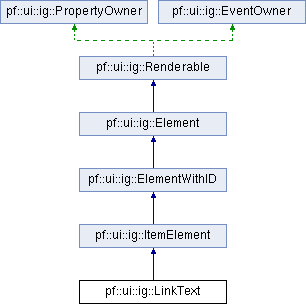 pf::ui::ig::PropertyOwner
pf::ui::ig::EventOwner
pf::ui::ig::Renderable
pf::ui::ig::Element
pf::ui::ig::ElementWithID
pf::ui::ig::ItemElement
pf::ui::ig::LinkText